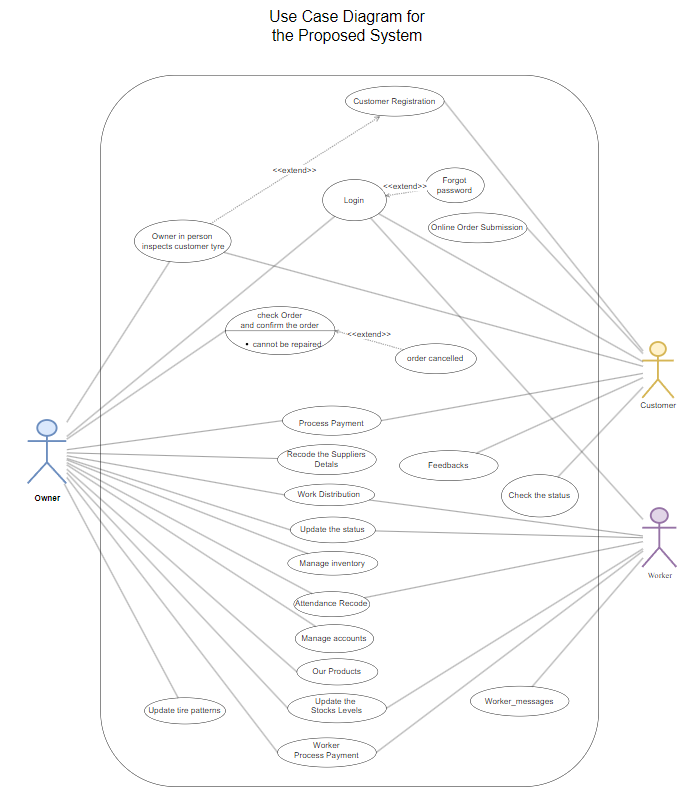 Use Case Diagram for
the Proposed System
Customer Registration
<<extend>>
Forgot
password
<<extend>>
Login
Online Order Submission
Owner in person
inspects customer tyre
check Order
and confirm the order
• cannot be repaired
<<extend>>
order cancelled
Customer
Process Payment
Recode the Suppliers
Detals
Feedbacks
Work Distribution
Check the status
Owner
Update the status
Manage inventory
Worker
Attendance Recode
Manage accounts
Our Products
Update the
Stocks Levels
Update tire patterns
Worker_messages
Worker
Process Payment